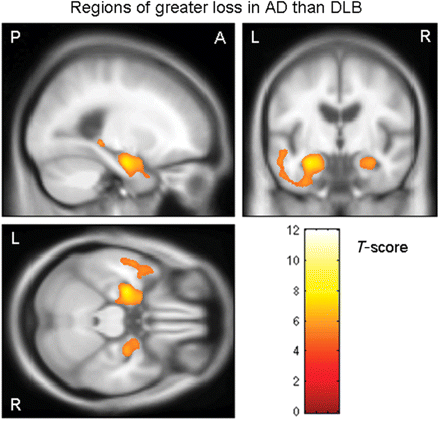 Regions of greater loss in AD than DLB
P A
L R
L
R
12
10
8
6
4
2
0
T-score